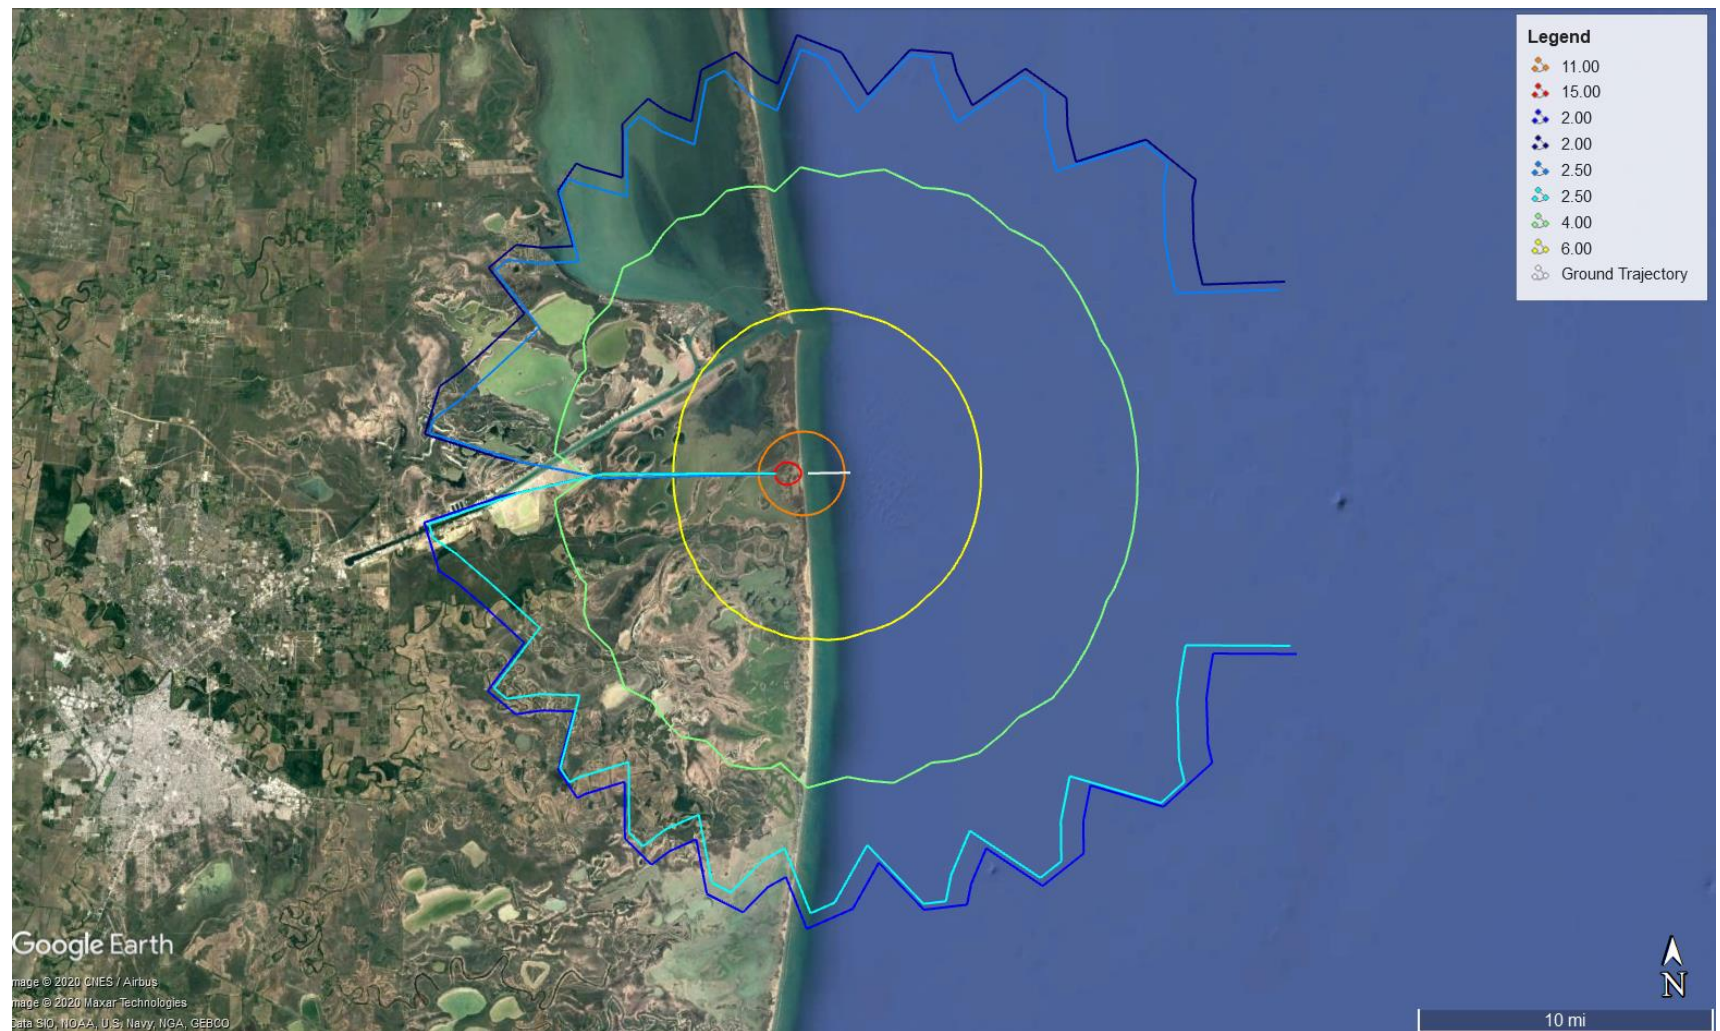 Legend
11.00
15.00
2.00
2.00
2.50
2.50
4.00
6.00
Ground Trajectory
Google Earth
mage © 2020 CNES / Airbus
mage © 2020 Maxar Technologies
Data SIO, NOAA, U.S. Navy, NGA, GEBCO
N
10 mi